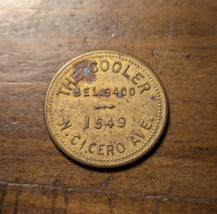 THE COOLER
BEL.9400
1549
N. CICERO AVE.